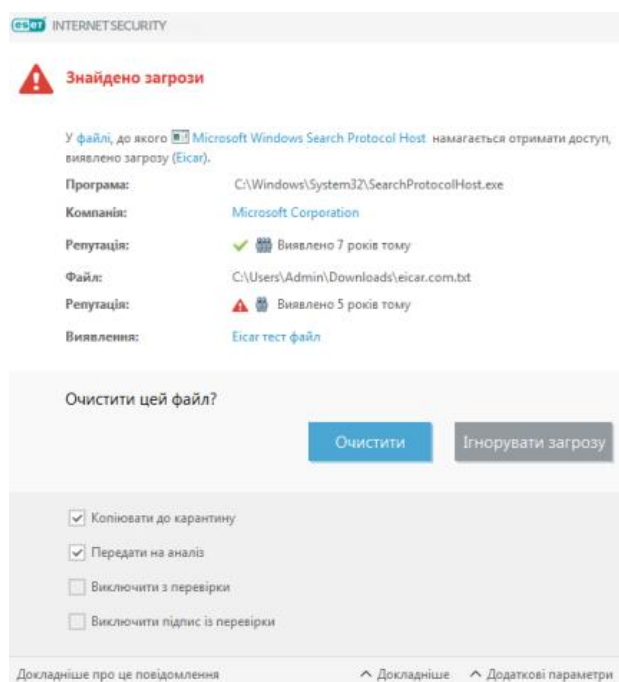 eset INTERNET SECURITY
Знайдено загрози
У файлі, до якого Microsoft Windows Search Protocol Host намагається отримати доступ,
виявлено загрозу (Eicar).
Програма: C:\Windows\System32\SearchProtocolHost.exe
Компанія: Microsoft Corporation
Репутація: Виявлено 7 років тому
Файл: C:\Users\Admin\Downloads\eicar.com.txt
Репутація: Виявлено 5 років тому
Виявлення: Eicar тест файл
Очистити цей файл?
Очистити Ігнорувати загрозу
Копіювати до карантину
Передати на аналіз
Виключити з перевірки
Виключити підпис із перевірки
Докладніше про це повідомлення Докладніше Додаткові параметри